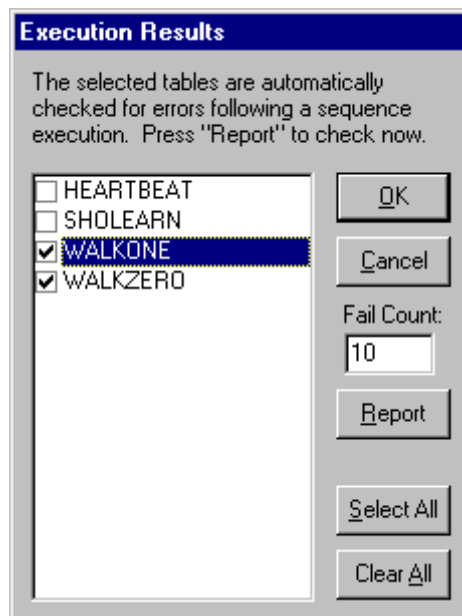 Execution Results
The selected tables are automatically
checked for errors following a sequence
execution. Press "Report" to check now.
HEARTBEAT
SHOLEARN
WALKONE
WALKZERO
OK
Cancel
Fail Count:
10
Report
Select All
Clear All